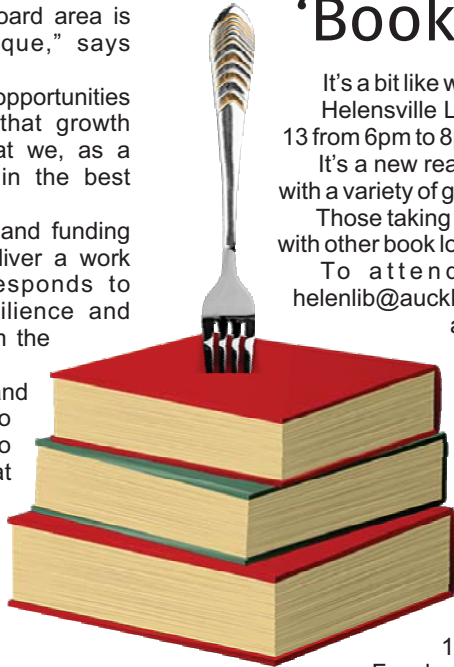 oard area is
que,” says
opportunities
that growth
at we, as a
in the best
and funding
liver a work
esponds to
ilience and
n the
and
o
o
at
‘Book
It’s a bit like w
Helensville L
13 from 6pm to 8
It’s a new rea
with a variety of g
Those taking
with other book lo
To attend
helenlib@auckl
a
1